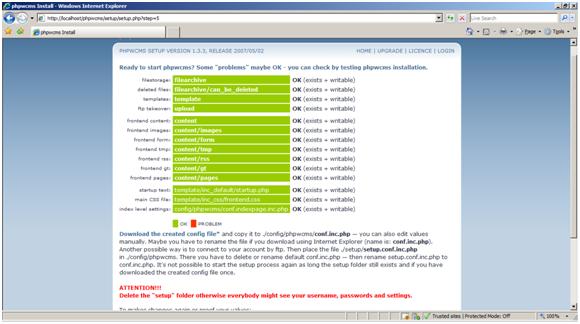 phpwcms Install - Windows Internet Explorer
http://localhost/phpwcms/setup/setup.php?step=5
Live Search
phpwcms Install
Page
Tools
PHPWCMS SETUP VERSION 1.3.3, RELEASE 2007/05/02
HOME | UPGRADE | LICENCE | LOGIN
Ready to start phpwcms? Some "problems" maybe OK - you can check by testing phpwcms installation.
filestorage: filearchive OK (exists + writable)
deleted files: filearchive/can_be_deleted OK (exists + writable)
templates: template OK (exists + writable)
ftp takeover: upload OK (exists + writable)
frontend content: content OK (exists + writable)
frontend images: content/images OK (exists + writable)
frontend form: content/form OK (exists + writable)
frontend tmp: content/tmp OK (exists + writable)
frontend rss: content/rss OK (exists + writable)
frontend gt: content/gt OK (exists + writable)
frontend pages: content/pages OK (exists + writable)
startup text: template/inc_default/startup.php OK (exists + writable)
main CSS file: template/inc_css/frontend.css OK (exists + writable)
index level settings: config/phpwcms/conf.indexpage.inc.php OK (exists + writable)
OK PROBLEM
Download the created config file* and copy it to ./config/phpwcms/conf.inc.php — you can also edit values
manually. Maybe you have to rename the file if you download using Internet Explorer (name is: conf.inc.php).
Another possible way is to connect to your account by ftp. Then place the file ./setup/setup.conf.inc.php
in ./config/phpwcms. There you have to delete or rename default conf.inc.php — then rename setup.conf.inc.php to
conf.inc.php. It's not possible to start the setup process again as long the setup folder still exists and if you have
downloaded the created config file once.
ATTENTION!!!
Delete the "setup" folder otherwise everybody might see your username, passwords and settings.
To make changes again or proof your values:
Trusted sites | Protected Mode: Off
100%